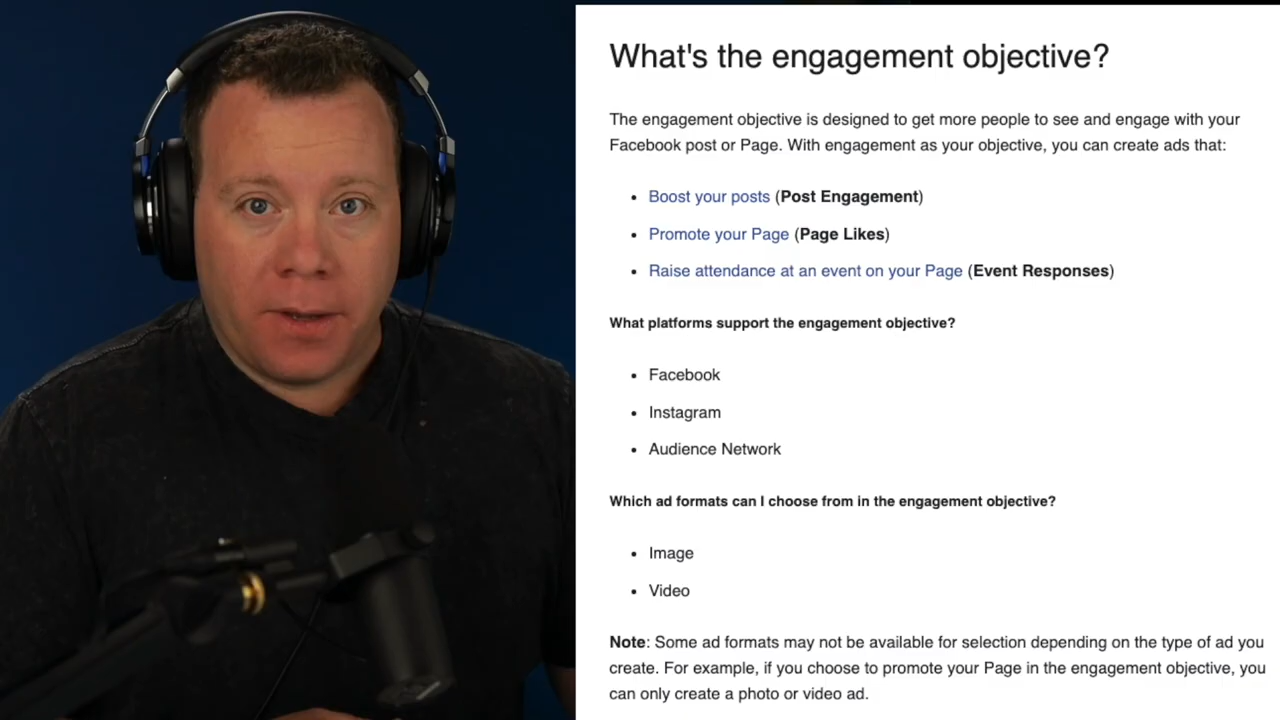 What's the engagement objective?
The engagement objective is designed to get more people to see and engage with your
Facebook post or Page. With engagement as your objective, you can create ads that:
• Boost your posts (Post Engagement)
• Promote your Page (Page Likes)
• Raise attendance at an event on your Page (Event Responses)
What platforms support the engagement objective?
• Facebook
• Instagram
• Audience Network
Which ad formats can I choose from in the engagement objective?
• Image
• Video
Note: Some ad formats may not be available for selection depending on the type of ad you
create. For example, if you choose to promote your Page in the engagement objective, you
can only create a photo or video ad.